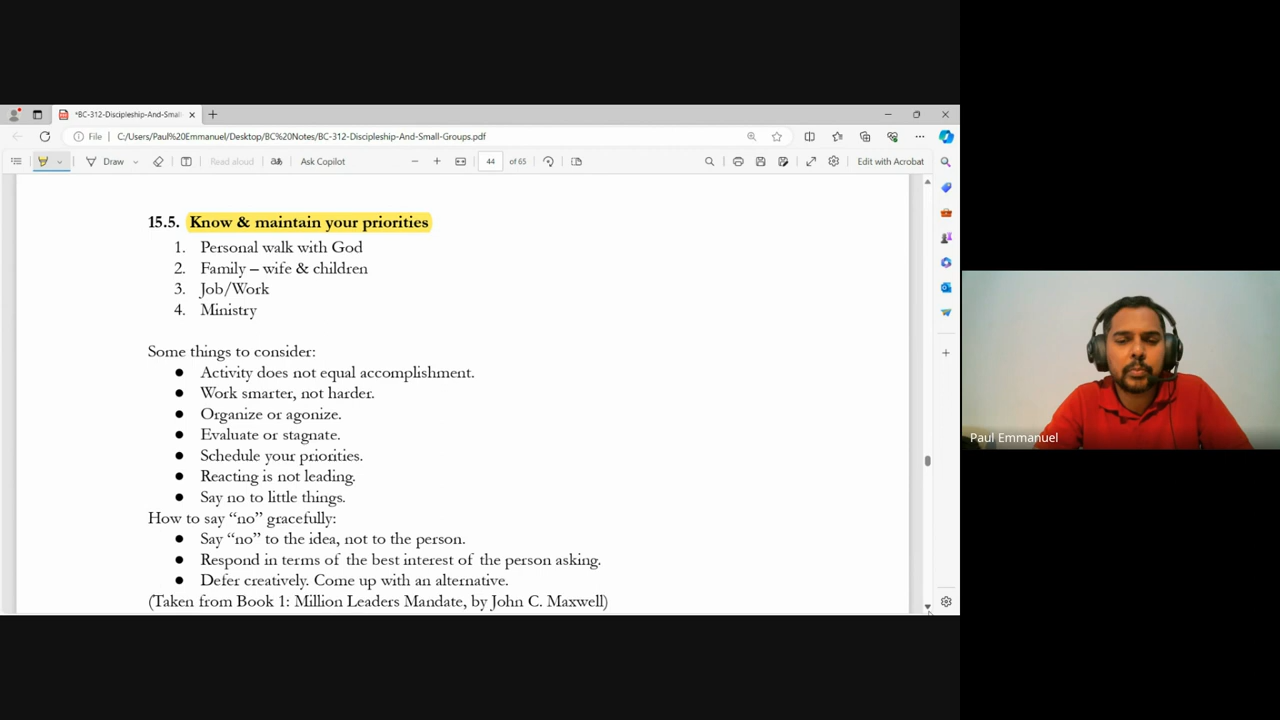 *BC-312-Discipleship-And-Small-
File
C:/Users/Paul%20Emmanuel/Desktop/BC%20Notes/BC-312-Discipleship-And-Small-Groups.pdf
Draw
Read aloud
Ask Copilot
44 of 65
Edit with Acrobat
15.5. Know & maintain your priorities
1. Personal walk with God
2. Family – wife & children
3. Job/Work
4. Ministry
Some things to consider:
● Activity does not equal accomplishment.
● Work smarter, not harder.
● Organize or agonize.
● Evaluate or stagnate.
● Schedule your priorities.
● Reacting is not leading.
● Say no to little things.
How to say “no” gracefully:
● Say “no” to the idea, not to the person.
● Respond in terms of the best interest of the person asking.
● Defer creatively. Come up with an alternative.
(Taken from Book 1: Million Leaders Mandate, by John C. Maxwell)
Paul Emmanuel